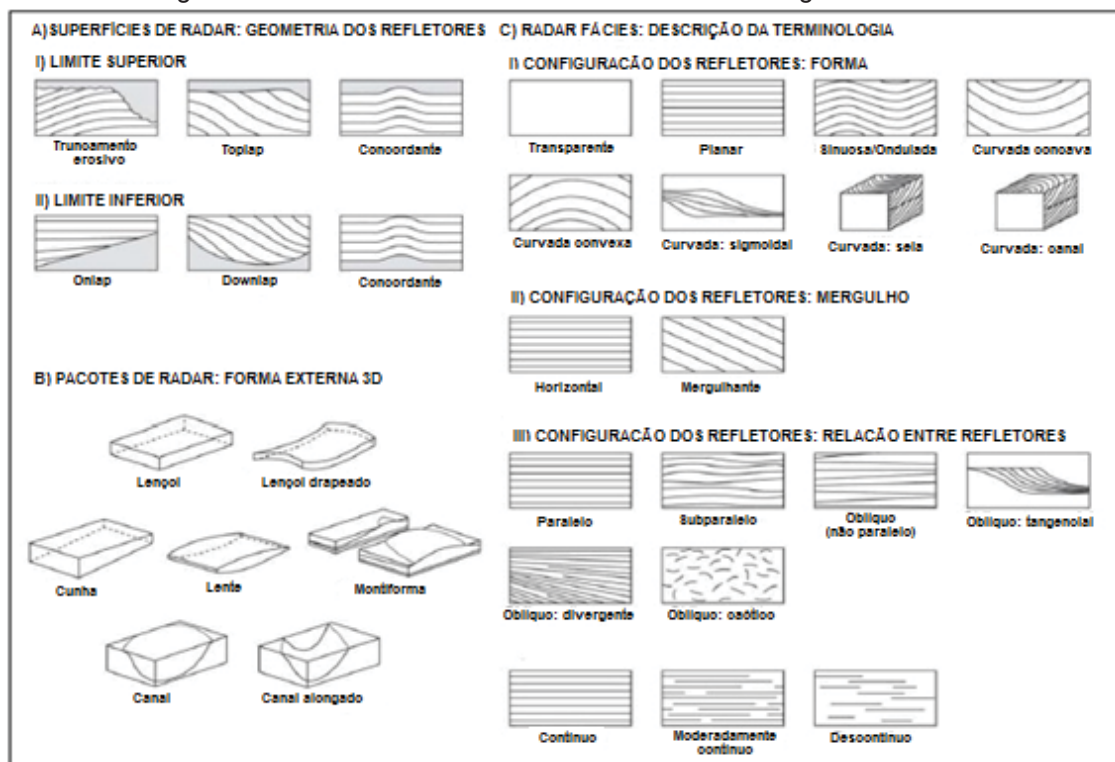 A) SUPERFÍCIES DE RADAR: GEOMETRIA DOS REFLETORES
I) LIMITE SUPERIOR
Truncamento erosivo
Toplap
Concordante
II) LIMITE INFERIOR
Onlap
Downlap
Concordante
B) PACOTES DE RADAR: FORMA EXTERNA 3D
Lençol
Lençol drapeado
Cunha
Lente
Montiforma
Canal
Canal alongado
C) RADAR FÁCIES: DESCRIÇÃO DA TERMINOLOGIA
I) CONFIGURAÇÃO DOS REFLETORES: FORMA
Transparente
Planar
Sinuosa/Ondulada
Curvada concava
Curvada convexa
Curvada: sigmoidal
Curvada: sela
Curvada: canal
II) CONFIGURAÇÃO DOS REFLETORES: MERGULHO
Horizontal
Mergulhante
III) CONFIGURAÇÃO DOS REFLETORES: RELAÇÃO ENTRE REFLETORES
Paralelo
Subparalelo
Obliquo
(não paralelo)
Obliquo: tangencial
Obliquo: divergente
Obliquo: caótico
Continuo
Moderadamente
continuo
Descontinuo